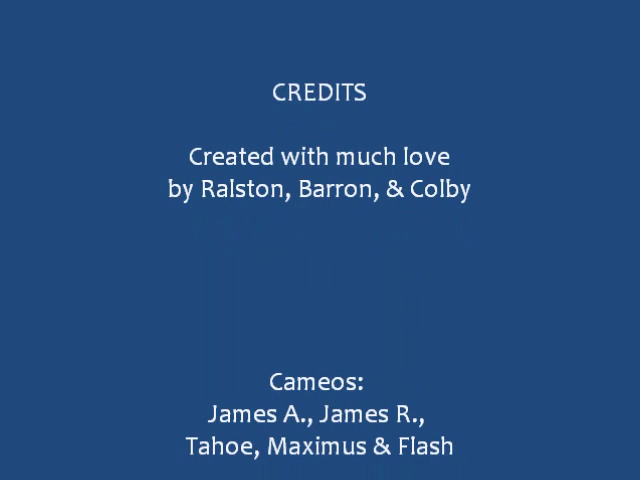 CREDITS
Created with much love
by Ralston, Barron, & Colby
Cameos:
James A., James R.,
Tahoe, Maximus & Flash